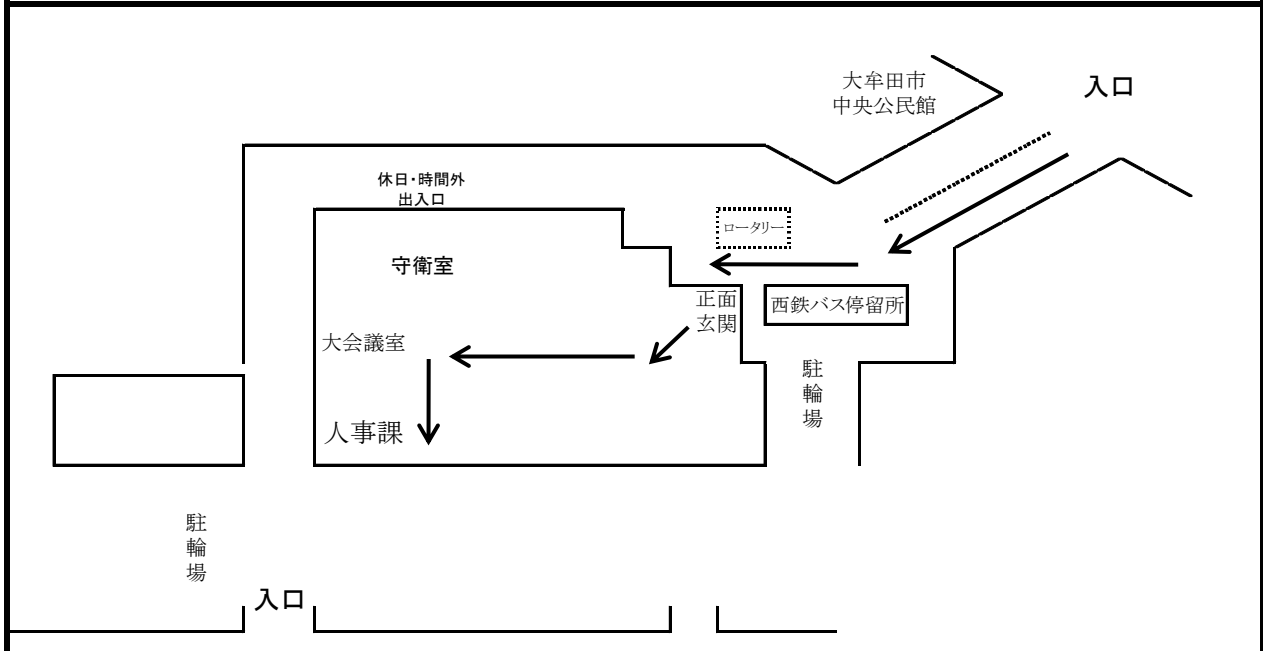 大牟田市
中央公民館
入口
休日・時間外
出入口
ロータリー
守衛室
正面
玄関
西鉄バス停留所
大会議室
駐輪場
人事課
駐輪場
入口